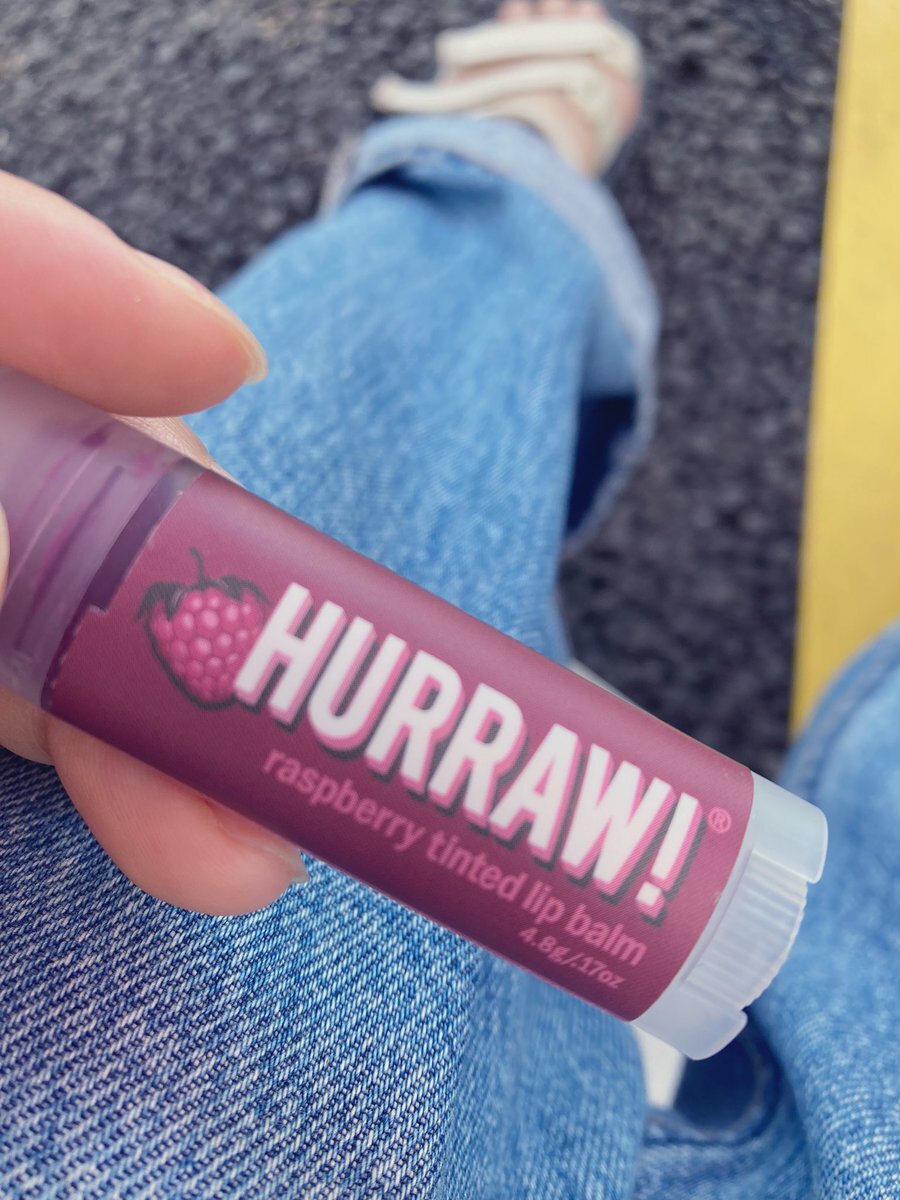 HURRAW!®
raspberry tinted lip balm
4.8g/.17oz